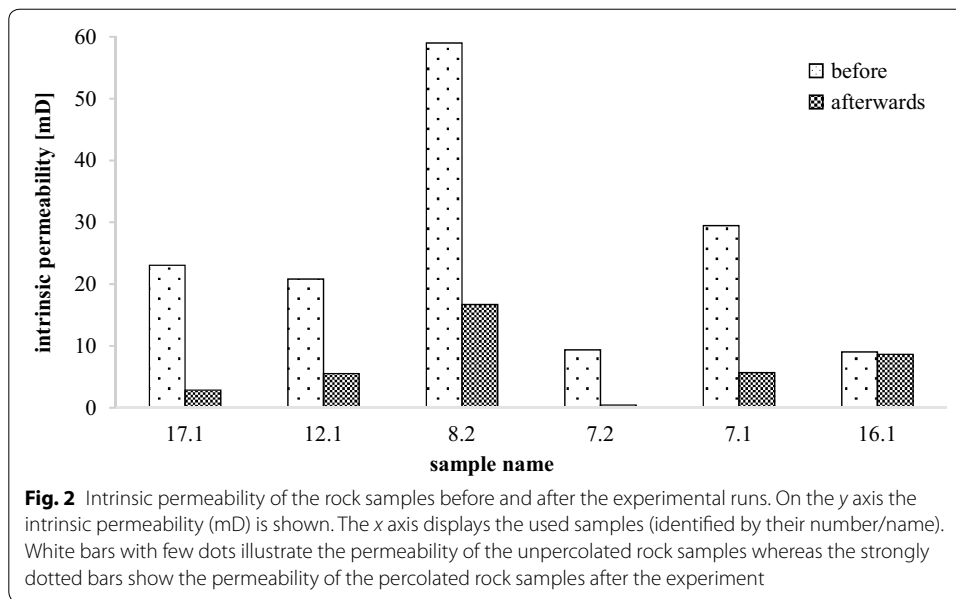 60
50
40
30
20
10
0
intrinsic permeability [mD]
before
afterwards
17.1 12.1 8.2 7.2 7.1 16.1
sample name
Fig. 2 Intrinsic permeability of the rock samples before and after the experimental runs. On the y axis the
intrinsic permeability (mD) is shown. The x axis displays the used samples (identified by their number/name).
White bars with few dots illustrate the permeability of the unpercolated rock samples whereas the strongly
dotted bars show the permeability of the percolated rock samples after the experiment